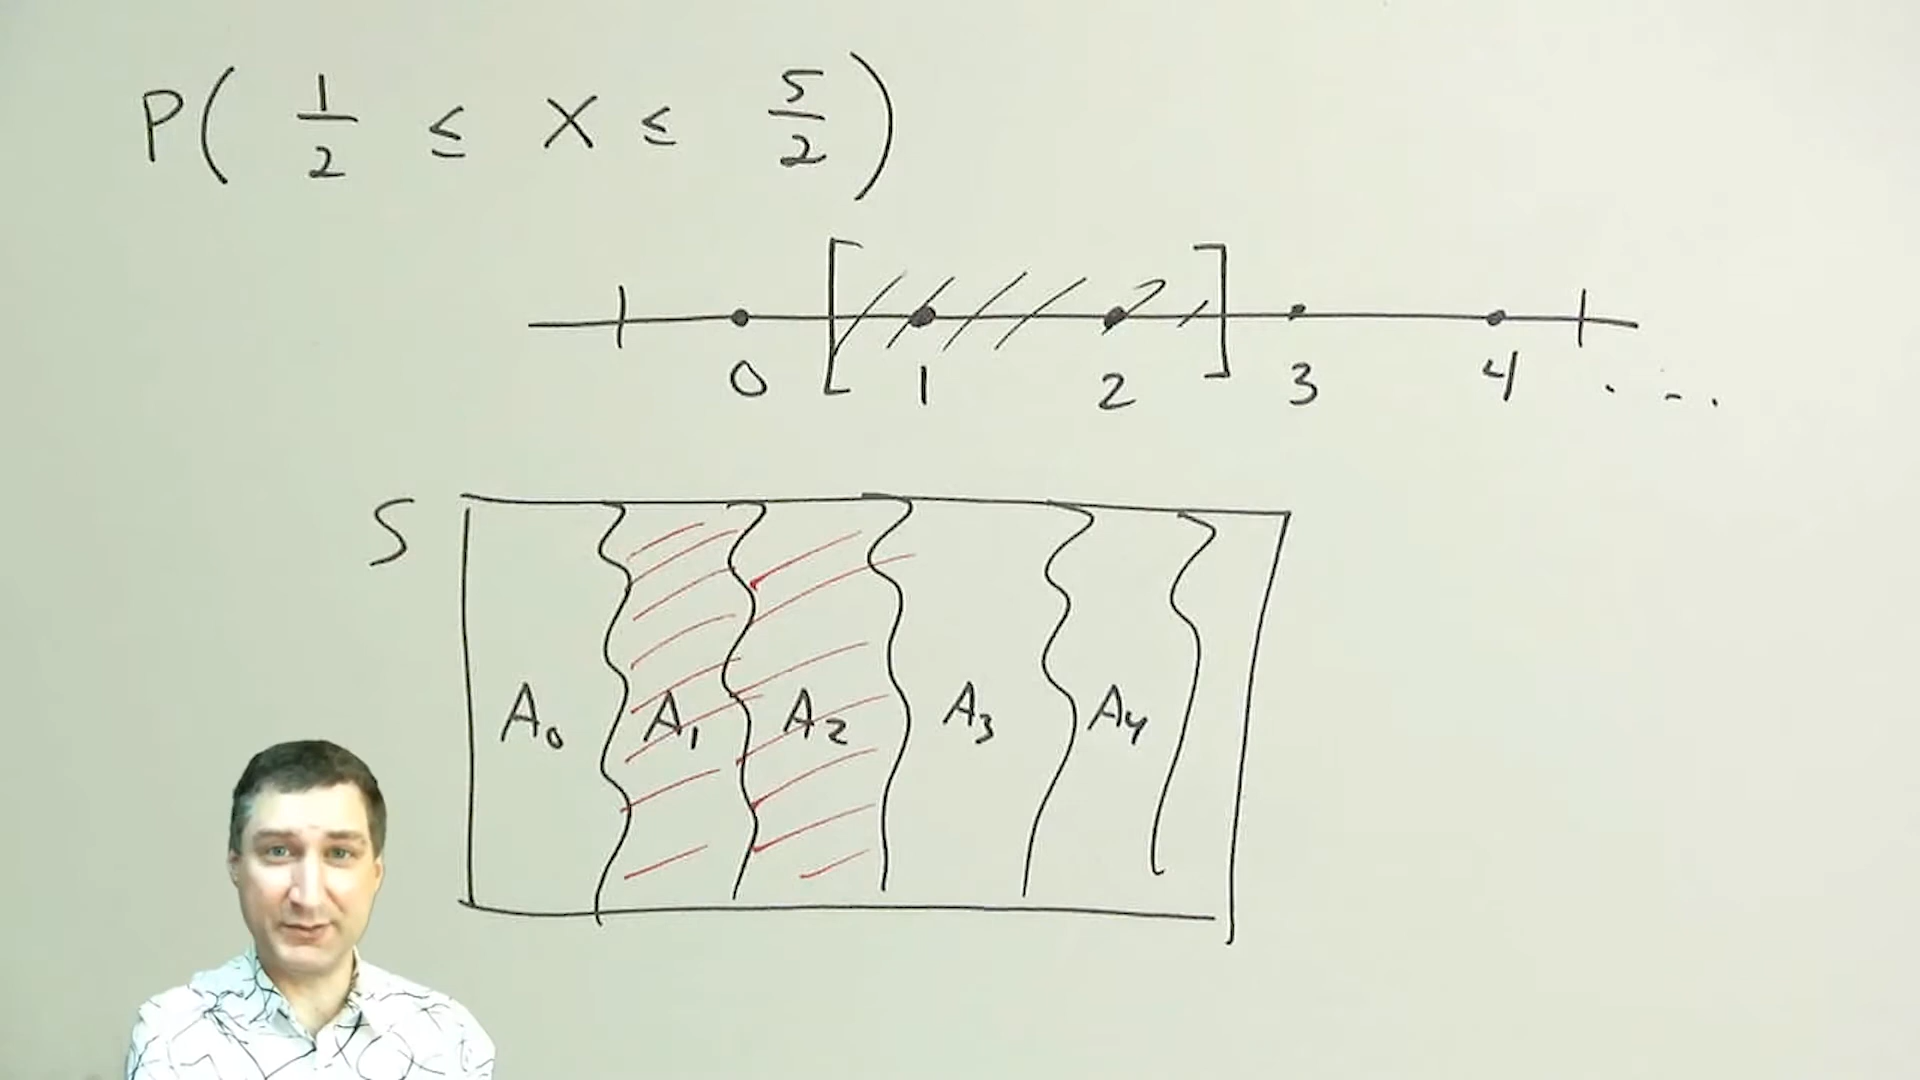 P( 1/2 ≤ X ≤ 5/2 )
0 1 2 3 4 ...
S
A₀ A₁ A₂ A₃ A₄